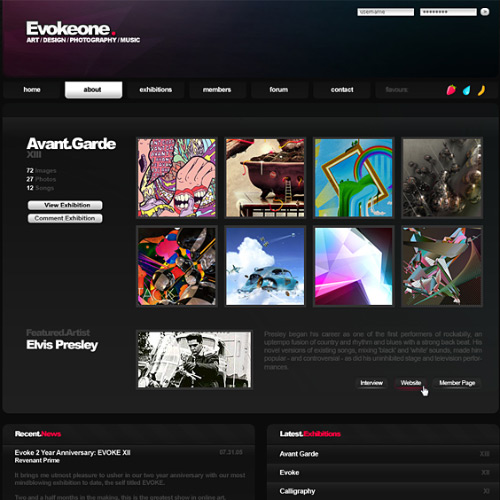 Evokeone.
ART / DESIGN / PHOTOGRAPHY / MUSIC
username
********
home
about
exhibitions
members
forum
contact
flavours
Avant.Garde
XIII
72 Images
27 Photos
12 Songs
View Exhibition
Comment Exhibition
Featured.Artist
Elvis Presley
Presley began his career as one of the first performers of rockabilly, an
uptempo fusion of country and rhythm and blues with a strong back beat. His
novel versions of existing songs, mixing 'black' and 'white' sounds, made him
popular - and controversial - as did his uninhibited stage and television perfor-
mances.
Interview
Website
Member Page
Recent.News
Evoke 2 Year Anniversary: EVOKE XII
07.21.09
Revenant Prime
It brings me utmost pleasure to usher in our two year anniversary with our most
mindblowing exhibition to date, the self titled EVOKE.
Two and a half months in the making, this is the greatest show in online art.
Latest.Exhibitions
Avant Garde
XIII
Evoke
XII
Calligraphy
XI